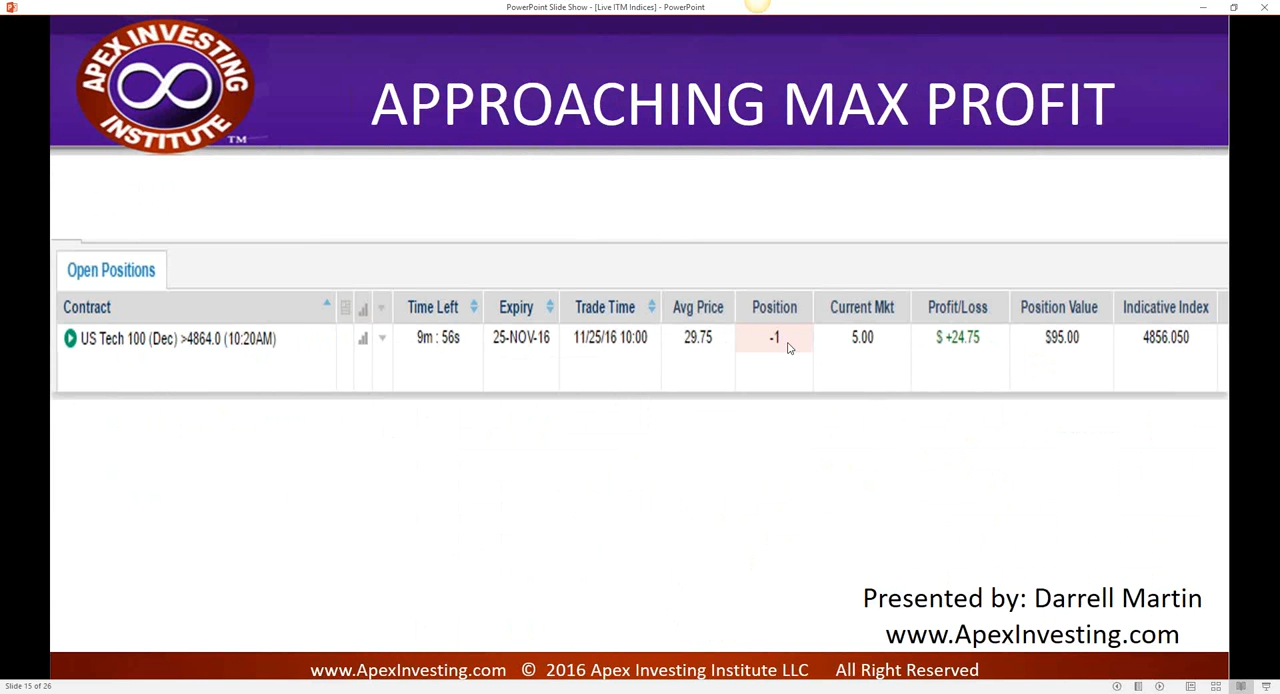 PowerPoint Slide Show - [Live ITM Indices] - PowerPoint
APEX INVESTING
INSTITUTE
TM
APPROACHING MAX PROFIT
Open Positions
Contract Time Left Expiry Trade Time Avg Price Position Current Mkt Profit/Loss Position Value Indicative Index
US Tech 100 (Dec) >4864.0 (10:20AM) 9m : 56s 25-NOV-16 11/25/16 10:00 29.75 -1 5.00 $ +24.75 $95.00 4856.050
Presented by: Darrell Martin
www.ApexInvesting.com
www.ApexInvesting.com © 2016 Apex Investing Institute LLC All Right Reserved
Slide 15 of 26